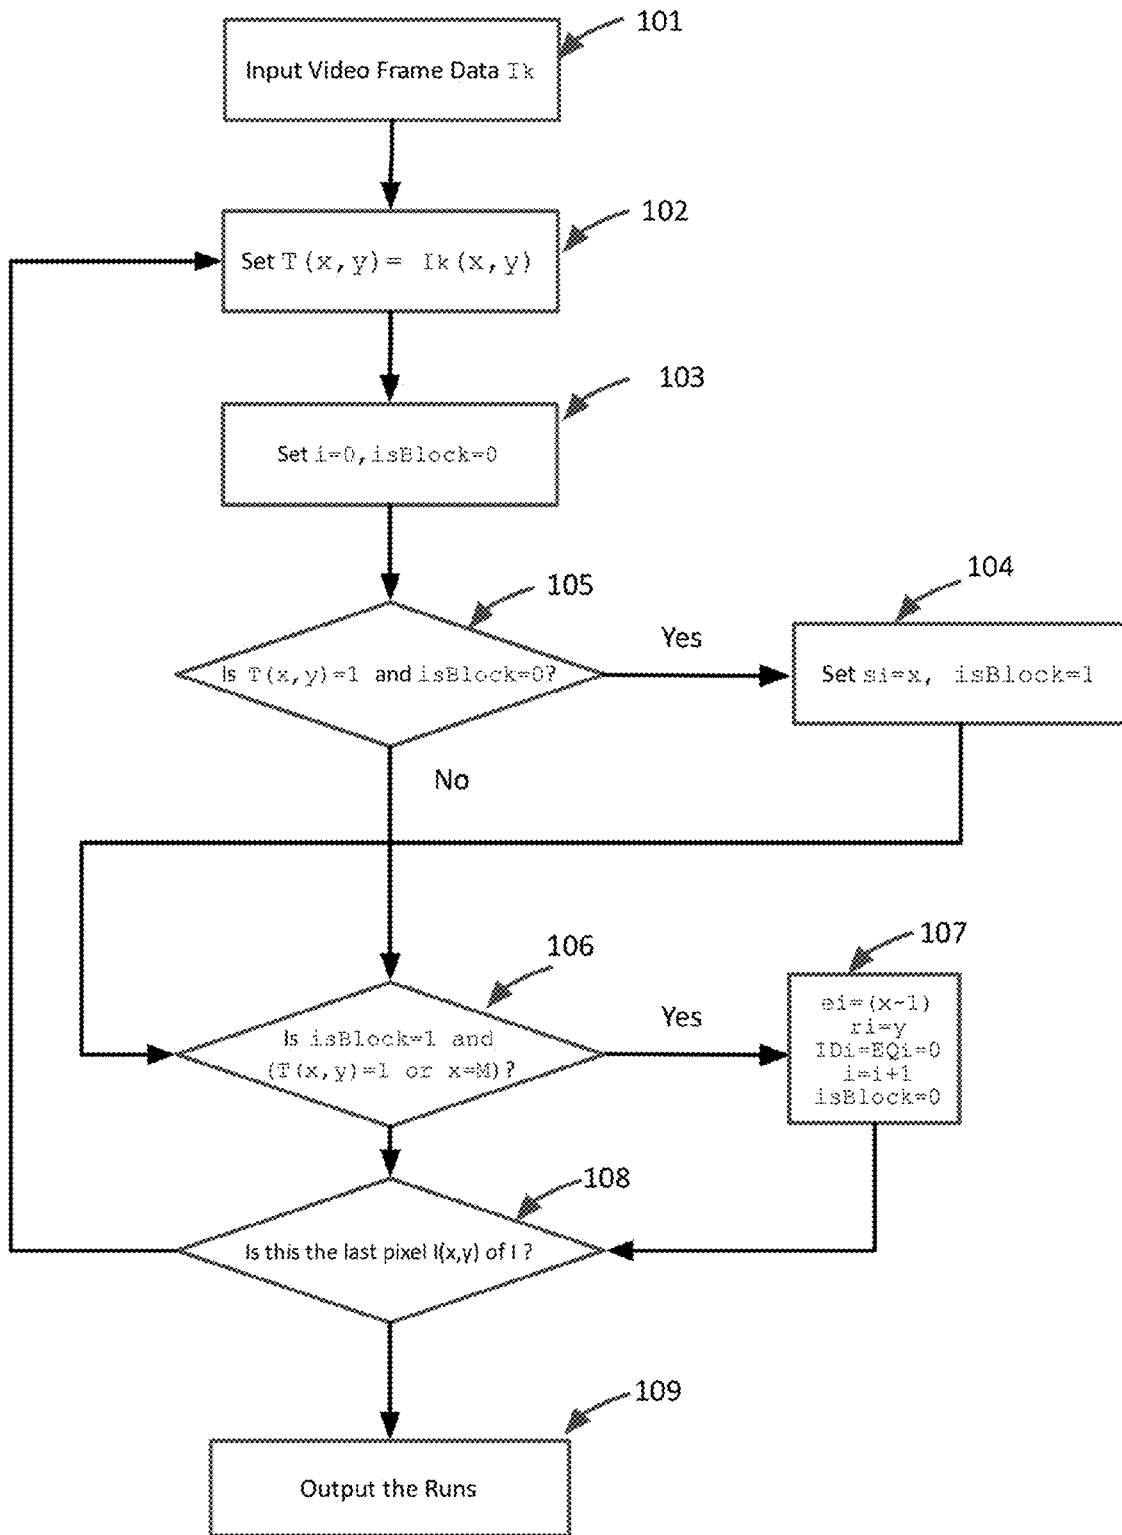 101
Input Video Frame Data Ik
102
Set T(x,y)= Ik(x,y)
103
Set i=0,isBlock=0
105
104
Is T(x,y)=1 and isBlock=0?
Yes
Set si=x, isBlock=1
No
106
107
Is isBlock=1 and
(T(x,y)=1 or x=M)?
Yes
ei=(x-1)
ri=y
IDi=EQi=0
i=i+1
isBlock=0
108
Is this the last pixel I(x,y) of I ?
109
Output the Runs